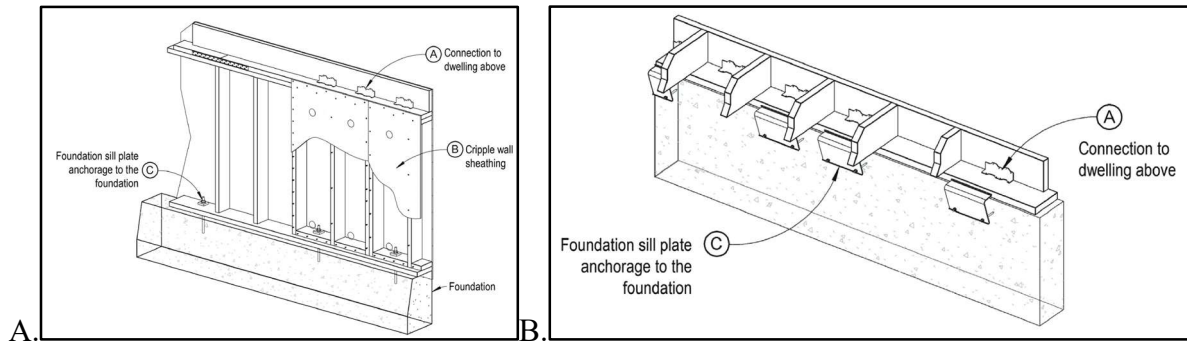 A
Connection to
dwelling above
B
Cripple wall
sheathing
Foundation sill plate
anchorage to the
foundation
C
Foundation
A.
A
Connection to
dwelling above
Foundation sill plate
anchorage to the
foundation
C
B.